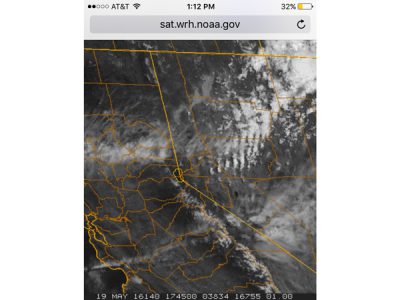 ●●○○○ AT&T 1:12 PM 32%
sat.wrh.noaa.gov
19 MAY 16140 174500 03834 16755 01.00